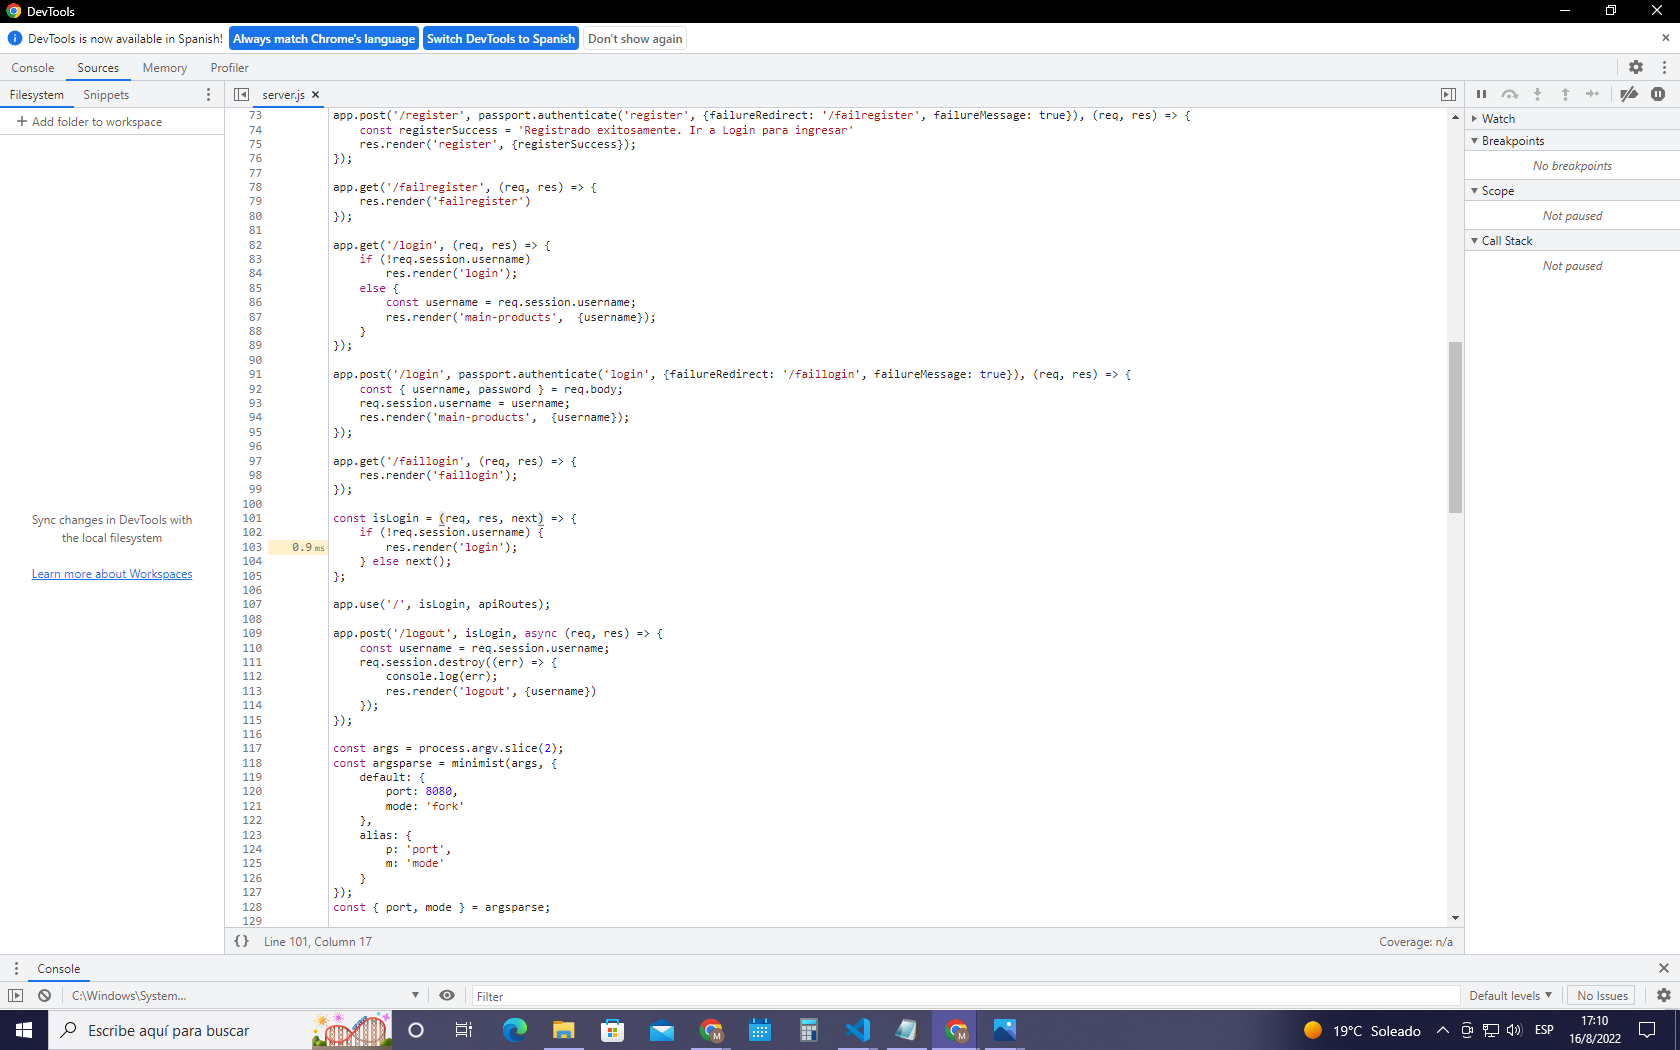 DevTools
DevTools is now available in Spanish! Always match Chrome's language Switch DevTools to Spanish Don't show again
Console Sources Memory Profiler
Filesystem Snippets
server.js
Add folder to workspace
Sync changes in DevTools with
the local filesystem
Learn more about Workspaces
73 app.post('/register', passport.authenticate('register', {failureRedirect: '/failregister', failureMessage: true}), (req, res) => {
74     const registerSuccess = 'Registrado exitosamente. Ir a Login para ingresar'
75     res.render('register', {registerSuccess});
76 });
77
78 app.get('/failregister', (req, res) => {
79     res.render('failregister')
80 });
81
82 app.get('/login', (req, res) => {
83     if (!req.session.username)
84         res.render('login');
85     else {
86         const username = req.session.username;
87         res.render('main-products',  {username});
88     }
89 });
90
91 app.post('/login', passport.authenticate('login', {failureRedirect: '/faillogin', failureMessage: true}), (req, res) => {
92     const { username, password } = req.body;
93     req.session.username = username;
94     res.render('main-products',  {username});
95 });
96
97 app.get('/faillogin', (req, res) => {
98     res.render('faillogin');
99 });
100
101 const isLogin = (req, res, next) => {
102     if (!req.session.username) {
103 0.9 ms         res.render('login');
104     } else next();
105 };
106
107 app.use('/', isLogin, apiRoutes);
108
109 app.post('/logout', isLogin, async (req, res) => {
110     const username = req.session.username;
111     req.session.destroy((err) => {
112         console.log(err);
113         res.render('logout', {username})
114     });
115 });
116
117 const args = process.argv.slice(2);
118 const argsparse = minimist(args, {
119     default: {
120         port: 8080,
121         mode: 'fork'
122     },
123     alias: {
124         p: 'port',
125         m: 'mode'
126     }
127 });
128 const { port, mode } = argsparse;
129
{} Line 101, Column 17
Coverage: n/a
Watch
Breakpoints
No breakpoints
Scope
Not paused
Call Stack
Not paused
Console
C:\Windows\System...
Filter
Default levels
No Issues
Escribe aquí para buscar
19°C Soleado
ESP
17:10
16/8/2022